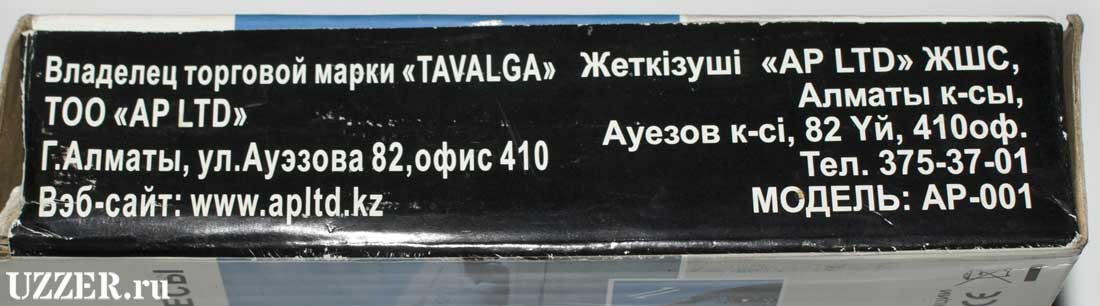 Владелец торговой марки «TAVALGA»
ТОО «AP LTD»
Г.Алматы, ул.Ауэзова 82,офис 410
Вэб-сайт: www.apltd.kz
Жеткізуші «AP LTD» ЖШС,
Алматы к-сы,
Ауезов к-сі, 82 Үй, 410оф.
Тел. 375-37-01
МОДЕЛЬ: AP-001
UZZER.ru